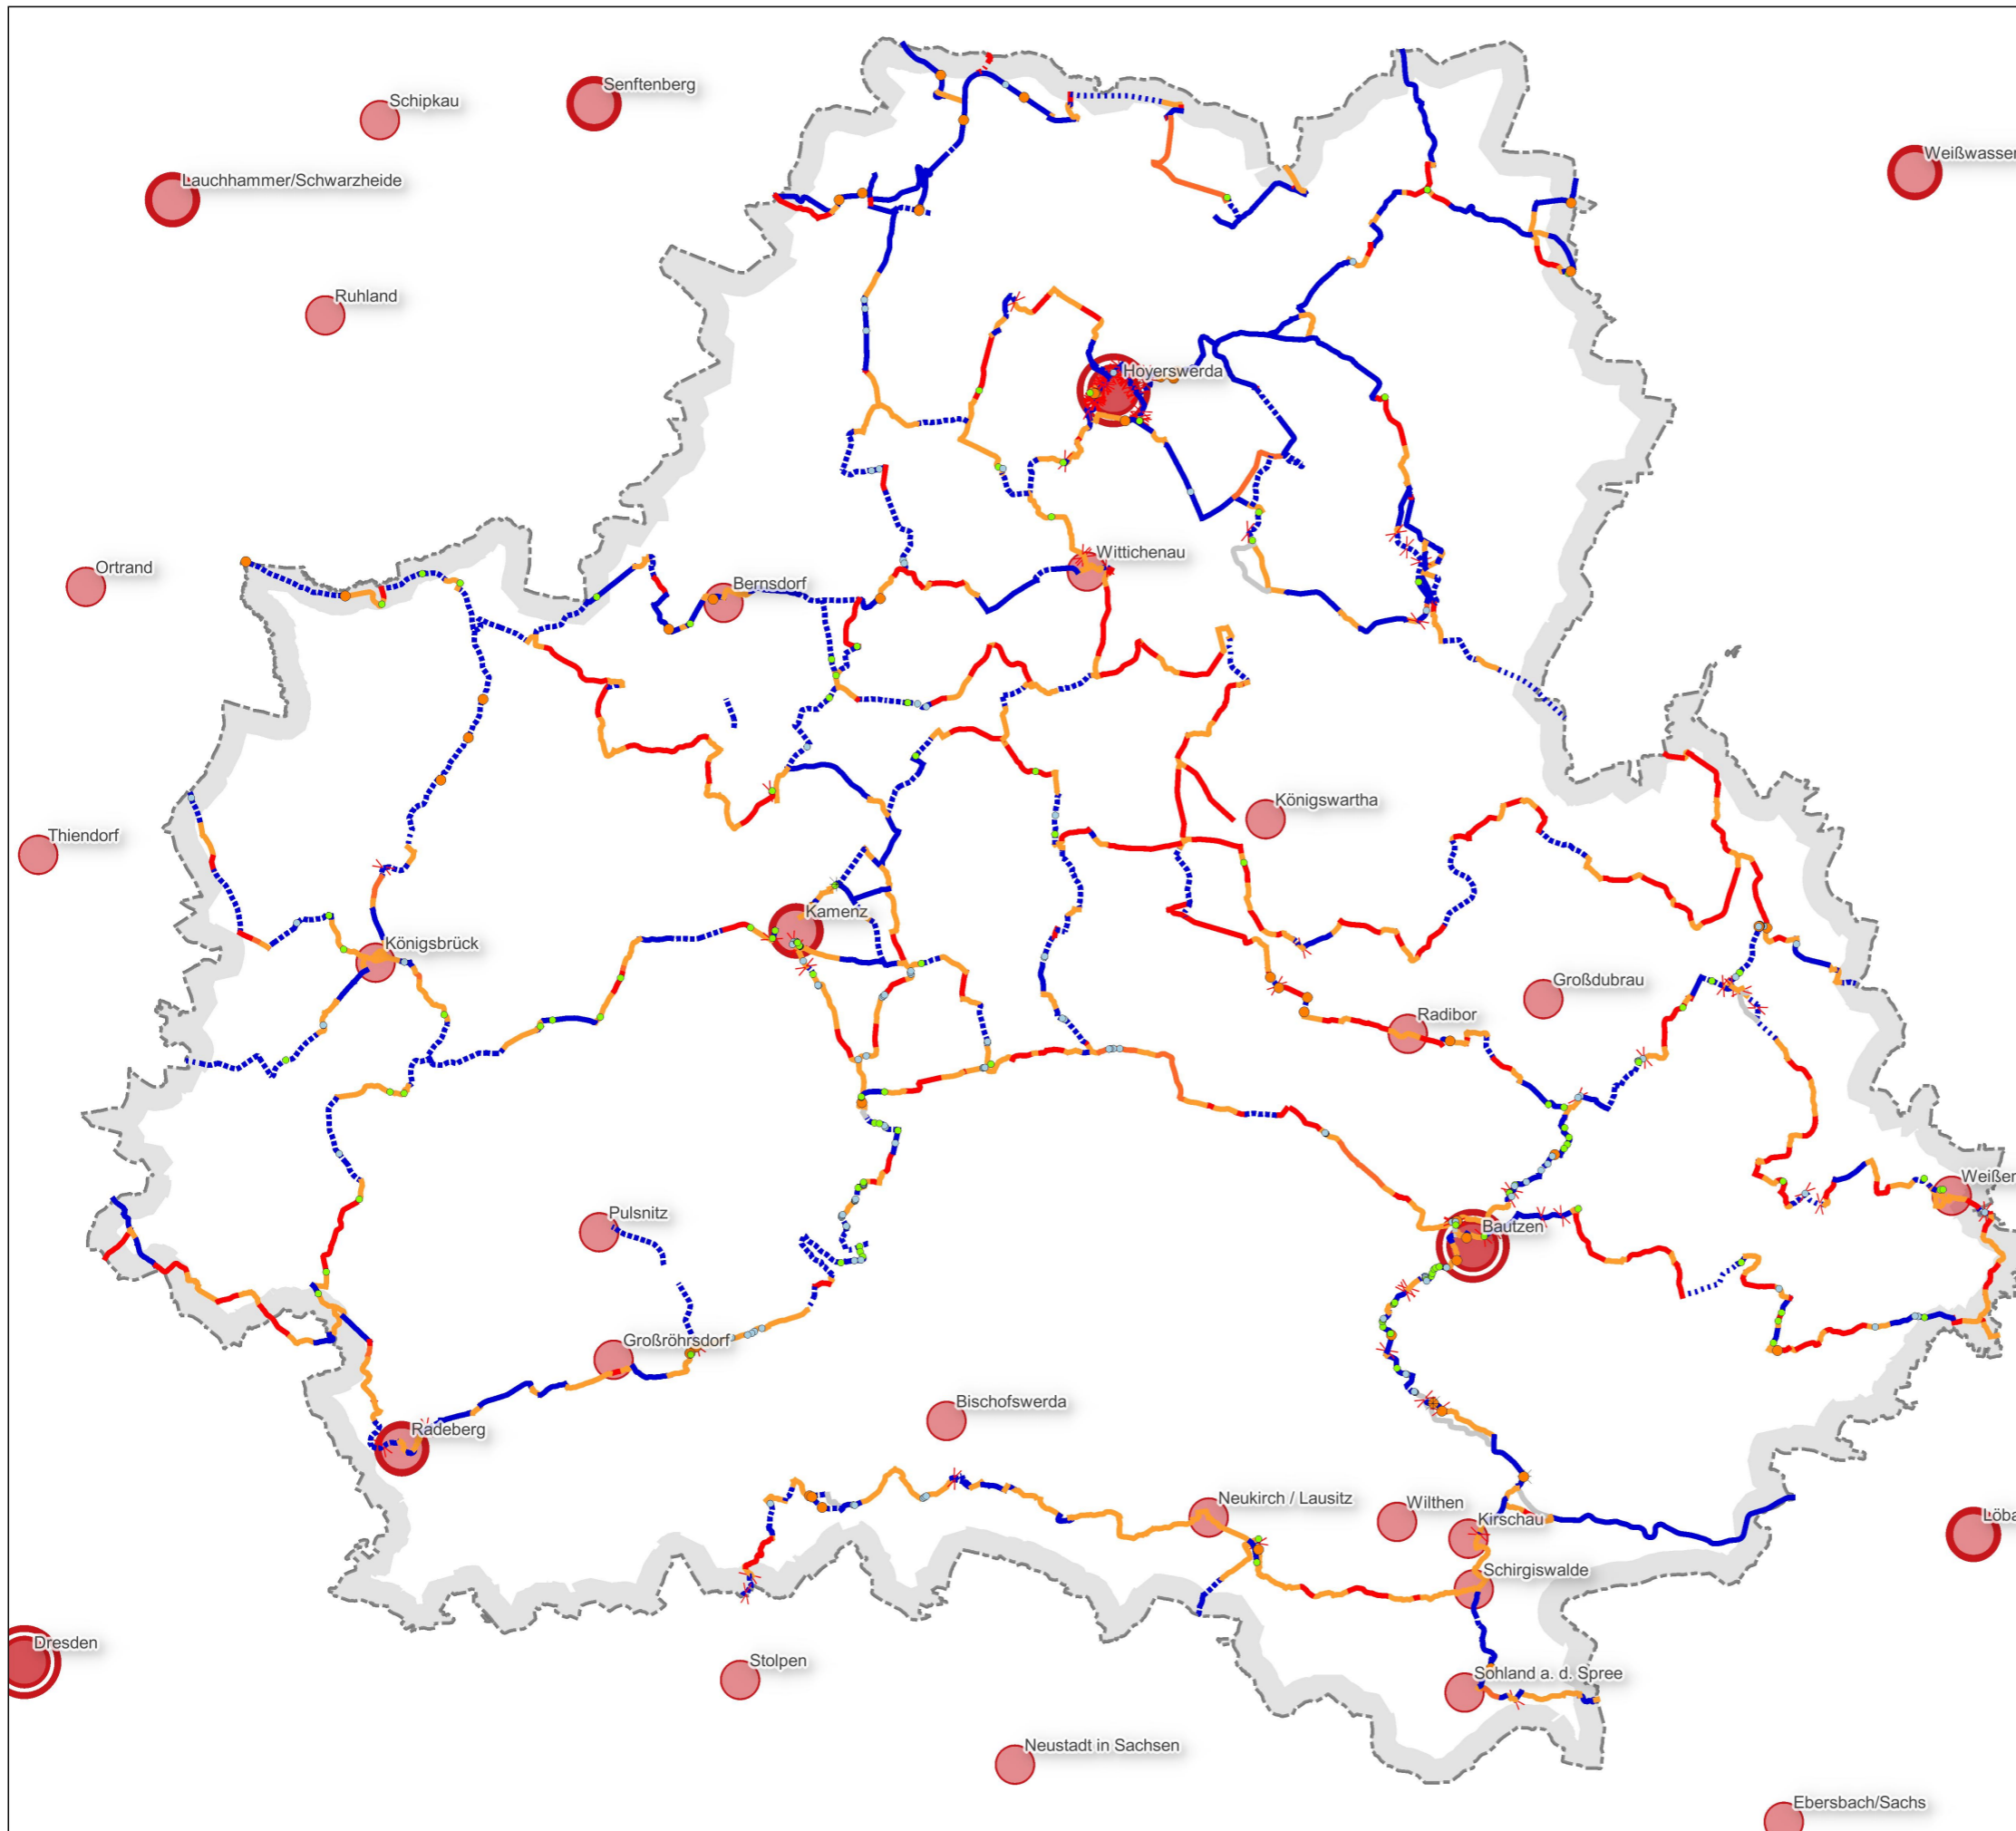 Senftenberg
Schipkau
Weißwasser
Lauchhammer/Schwarzheide
Ruhland
Hoyerswerda
Wittichenau
Ortrand
Bernsdorf
Königswartha
Thiendorf
Kamenz
Königsbrück
Großdubrau
Radibor
Weißen
Pulsnitz
Bautzen
Großröhrsdorf
Bischofswerda
Radeberg
Neukirch / Lausitz
Wilthen
Löba
Kirschau
Schirgiswalde
Dresden
Stolpen
Sohland a. d. Spree
Neustadt in Sachsen
Ebersbach/Sachs